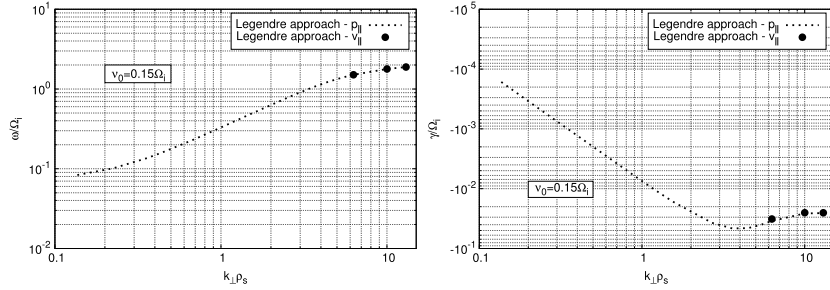 10^1
10^0
10^-1
10^-2
ω/Ω_i
Legendre approach - p_∥
Legendre approach - v_∥
ν_0=0.15Ω_i
0.1
1
10
k_⊥ρ_s
-10^-5
-10^-4
-10^-3
-10^-2
-10^-1
γ/Ω_i
Legendre approach - p_∥
Legendre approach - v_∥
ν_0=0.15Ω_i
0.1
1
10
k_⊥ρ_s